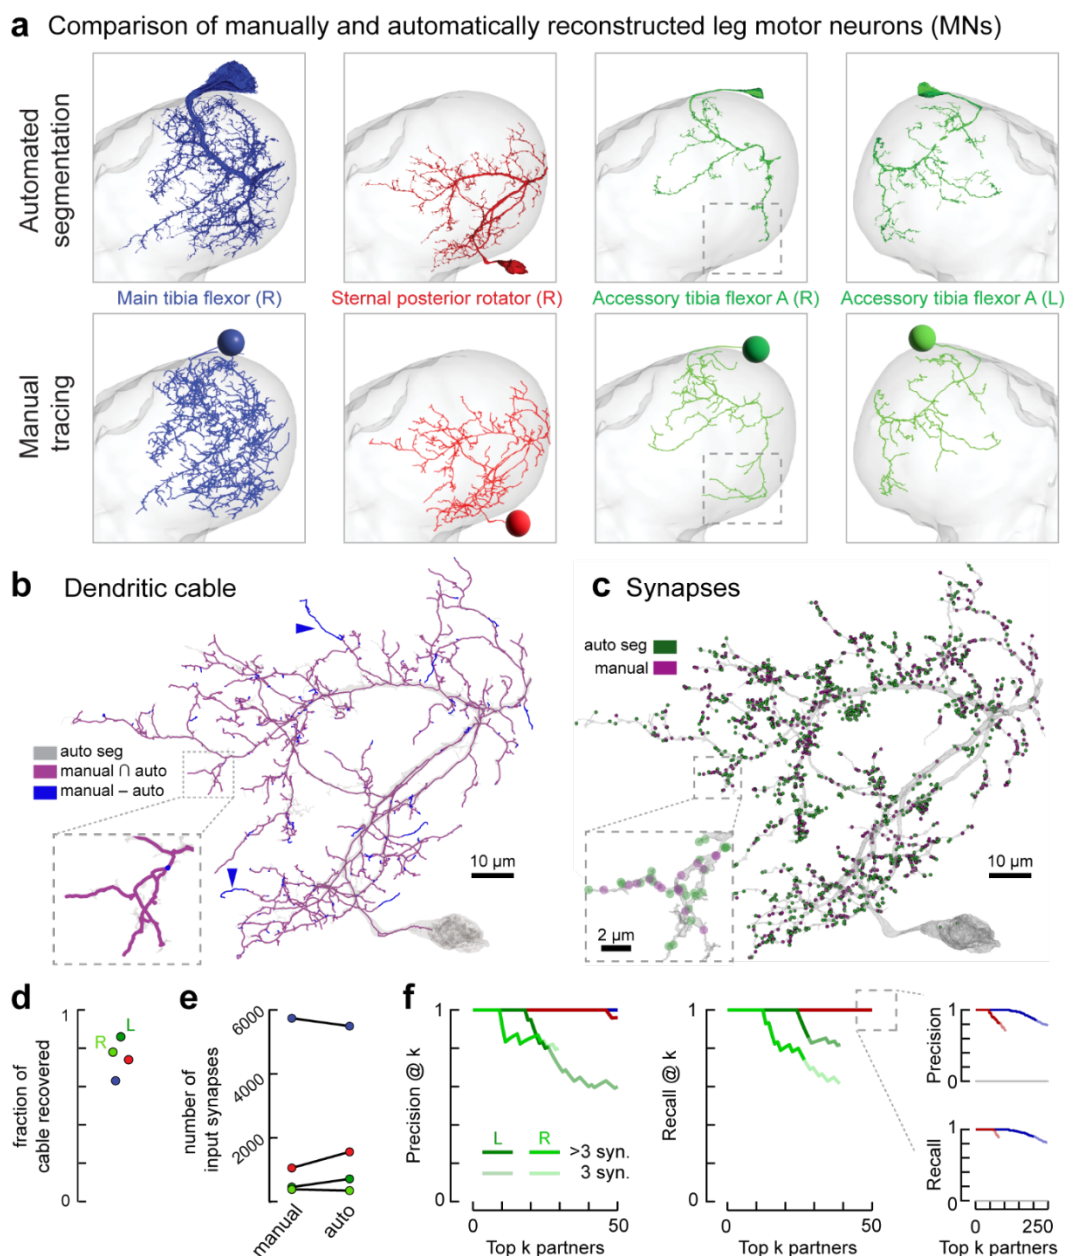 a Comparison of manually and automatically reconstructed leg motor neurons (MNs)
Automated
segmentation
Main tibia flexor (R)
Sternal posterior rotator (R)
Accessory tibia flexor A (R)
Accessory tibia flexor A (L)
Manual
tracing
b Dendritic cable
auto seg
manual ∩ auto
manual – auto
10 µm
c Synapses
auto seg
manual
10 µm
2 µm
d
fraction of
cable recovered
1
0
L
R
e
number of
input synapses
6000
4000
2000
manual
auto
f
Precision @ k
1
0
L R
>3 syn.
3 syn.
0 50
Top k partners
Recall @ k
1
0
0 50
Top k partners
Precision
1
0
Recall
1
0
0 250
Top k partners